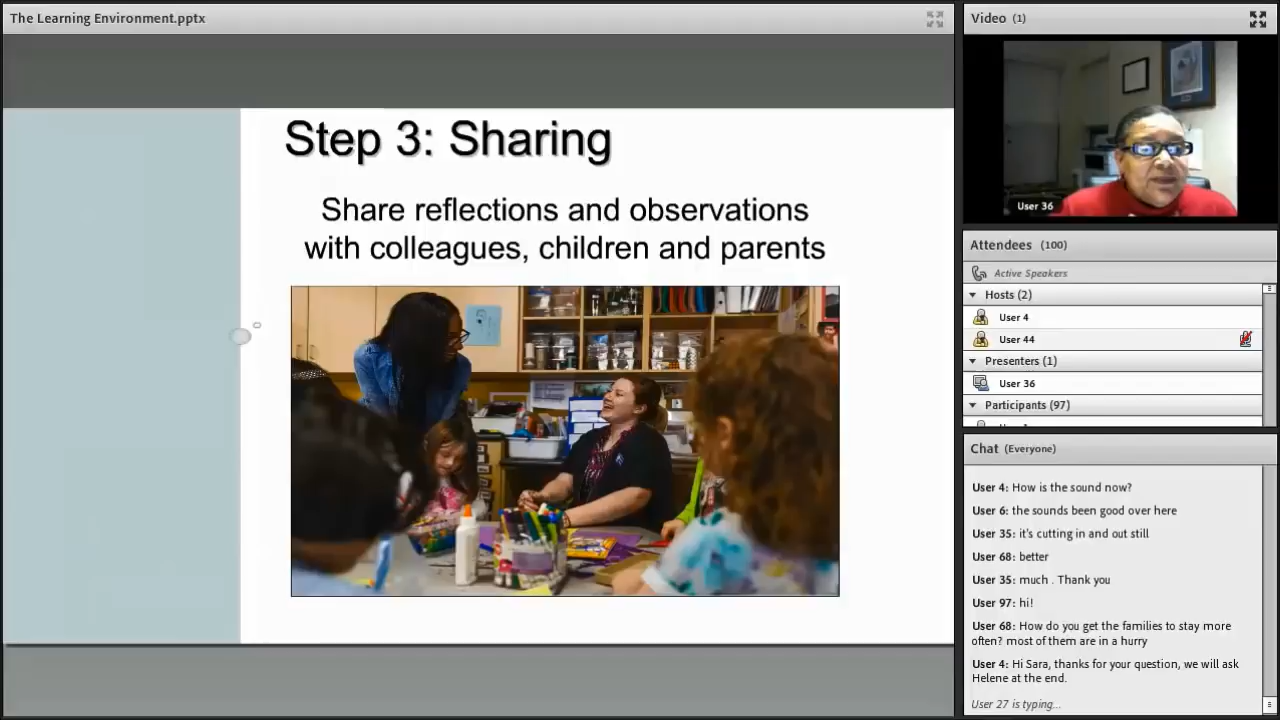 The Learning Environment.pptx
Step 3: Sharing
Share reflections and observations
with colleagues, children and parents
Video (1)
User 36
Attendees (100)
Active Speakers
Hosts (2)
User 4
User 44
Presenters (1)
User 36
Participants (97)
Chat (Everyone)
User 4: How is the sound now?
User 6: the sounds been good over here
User 35: it's cutting in and out still
User 68: better
User 35: much . Thank you
User 97: hi!
User 68: How do you get the families to stay more
often? most of them are in a hurry
User 4: Hi Sara, thanks for your question, we will ask
Helene at the end.
User 27 is typing...